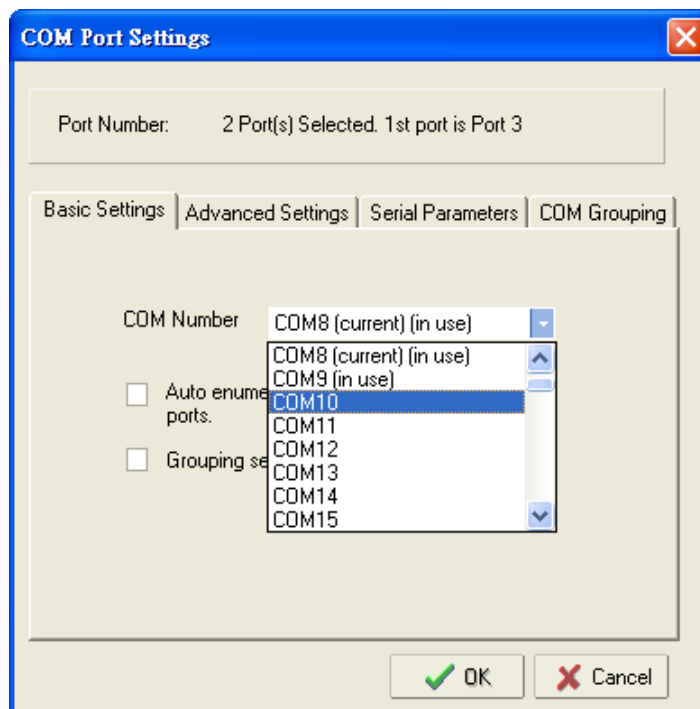 COM Port Settings
Port Number: 2 Port(s) Selected. 1st port is Port 3
Basic Settings Advanced Settings Serial Parameters COM Grouping
COM Number COM8 (current) (in use)
COM8 (current) (in use)
COM9 (in use)
Auto
COM10
ports.
COM11
COM12
Grouping
COM13
COM14
COM15
OK Cancel